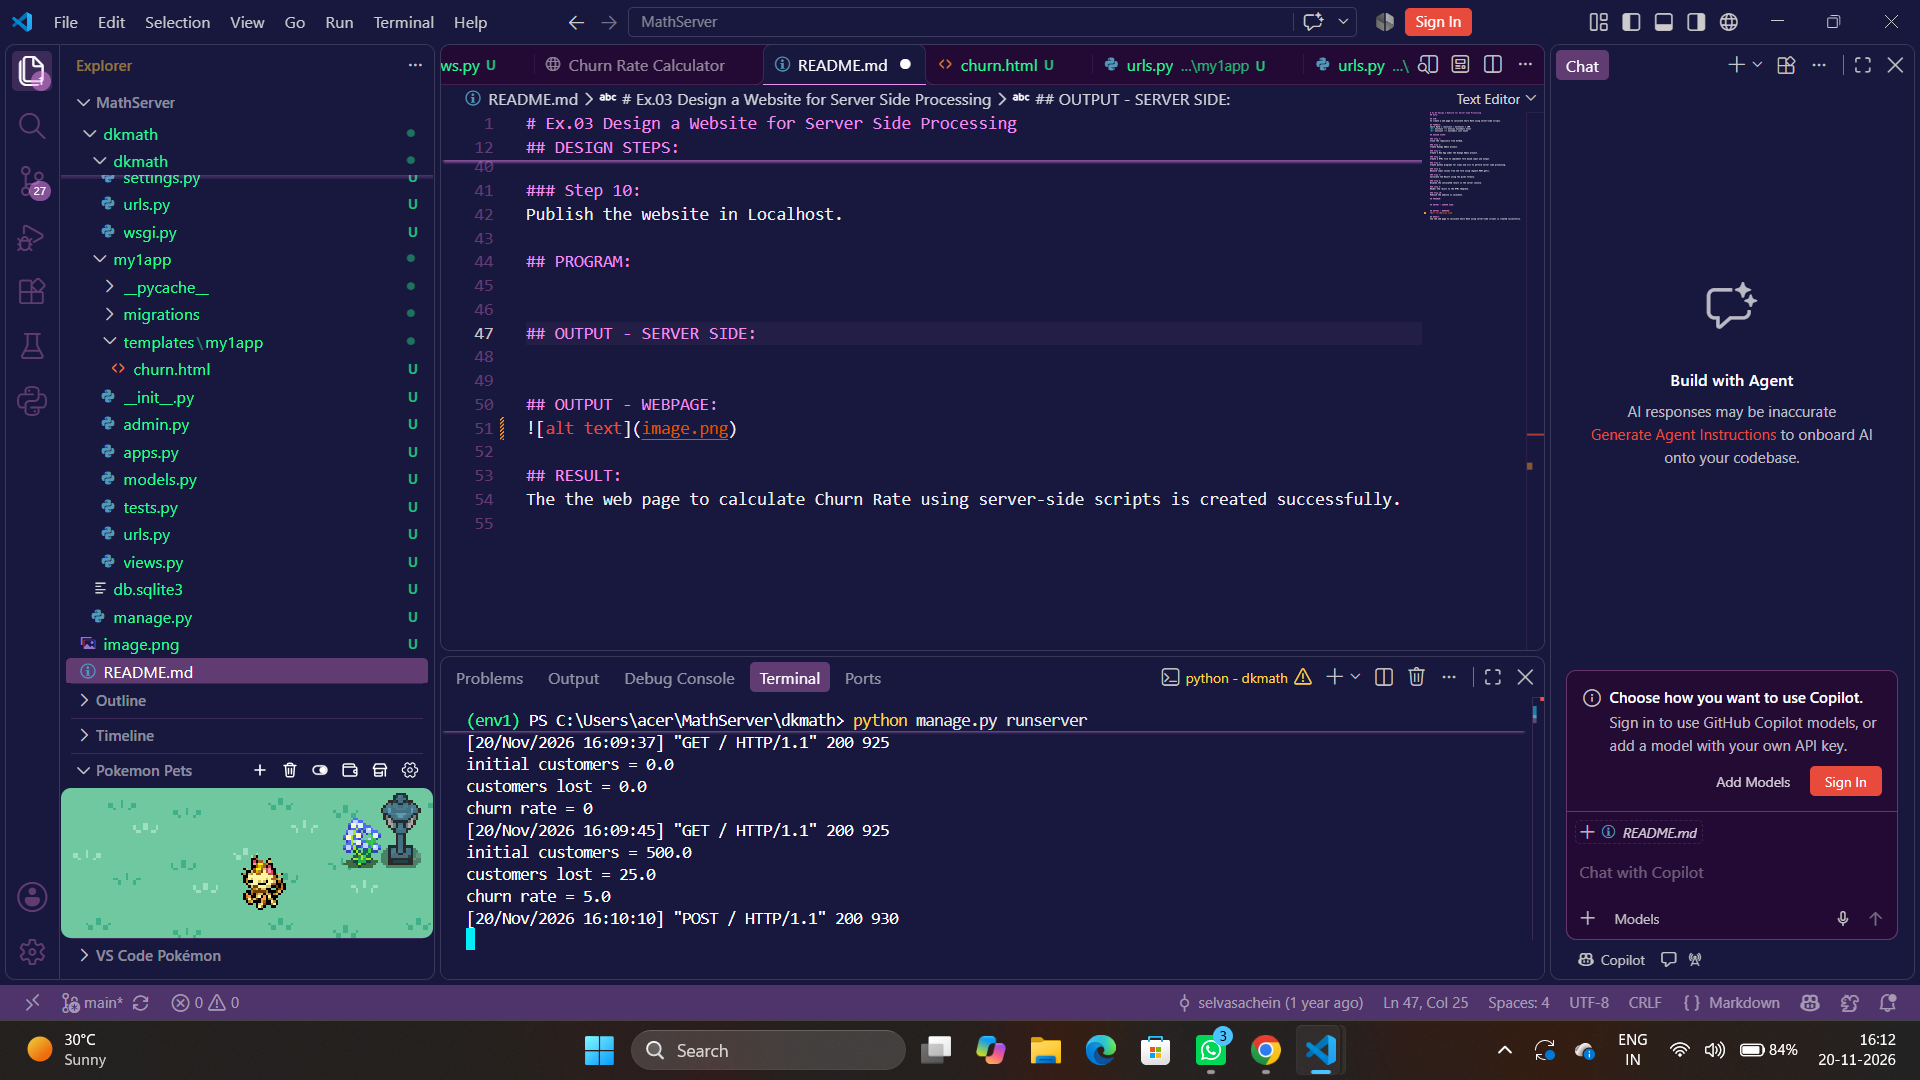 File Edit Selection View Go Run Terminal Help
MathServer
Sign In
Explorer
MathServer
dkmath
dkmath
settings.py U
urls.py U
wsgi.py U
my1app
__pycache__
migrations
templates\my1app
churn.html U
__init__.py U
admin.py U
apps.py U
models.py U
tests.py U
urls.py U
views.py U
db.sqlite3 U
manage.py U
image.png U
README.md
Outline
Timeline
Pokemon Pets
VS Code Pokémon
27
ws.py U
Churn Rate Calculator
README.md
churn.html U
urls.py ...\my1app U
urls.py ...\
README.md > # Ex.03 Design a Website for Server Side Processing > ## OUTPUT - SERVER SIDE:
Text Editor
1 # Ex.03 Design a Website for Server Side Processing
12 ## DESIGN STEPS:
40
41 ### Step 10:
42 Publish the website in Localhost.
43
44 ## PROGRAM:
45
46
47 ## OUTPUT - SERVER SIDE:
48
49
50 ## OUTPUT - WEBPAGE:
51 ![alt text](image.png)
52
53 ## RESULT:
54 The the web page to calculate Churn Rate using server-side scripts is created successfully.
55
Problems Output Debug Console Terminal Ports
python - dkmath
(env1) PS C:\Users\acer\MathServer\dkmath> python manage.py runserver
[20/Nov/2026 16:09:37] "GET / HTTP/1.1" 200 925
initial customers = 0.0
customers lost = 0.0
churn rate = 0
[20/Nov/2026 16:09:45] "GET / HTTP/1.1" 200 925
initial customers = 500.0
customers lost = 25.0
churn rate = 5.0
[20/Nov/2026 16:10:10] "POST / HTTP/1.1" 200 930
Chat
Build with Agent
AI responses may be inaccurate
Generate Agent Instructions to onboard AI
onto your codebase.
Choose how you want to use Copilot.
Sign in to use GitHub Copilot models, or
add a model with your own API key.
Add Models
Sign In
README.md
Chat with Copilot
Models
Copilot
main*
0
0
selvasachein (1 year ago)
Ln 47, Col 25
Spaces: 4
UTF-8
CRLF
{ } Markdown
30°C
Sunny
Search
3
ENG
IN
84%
16:12
20-11-2026